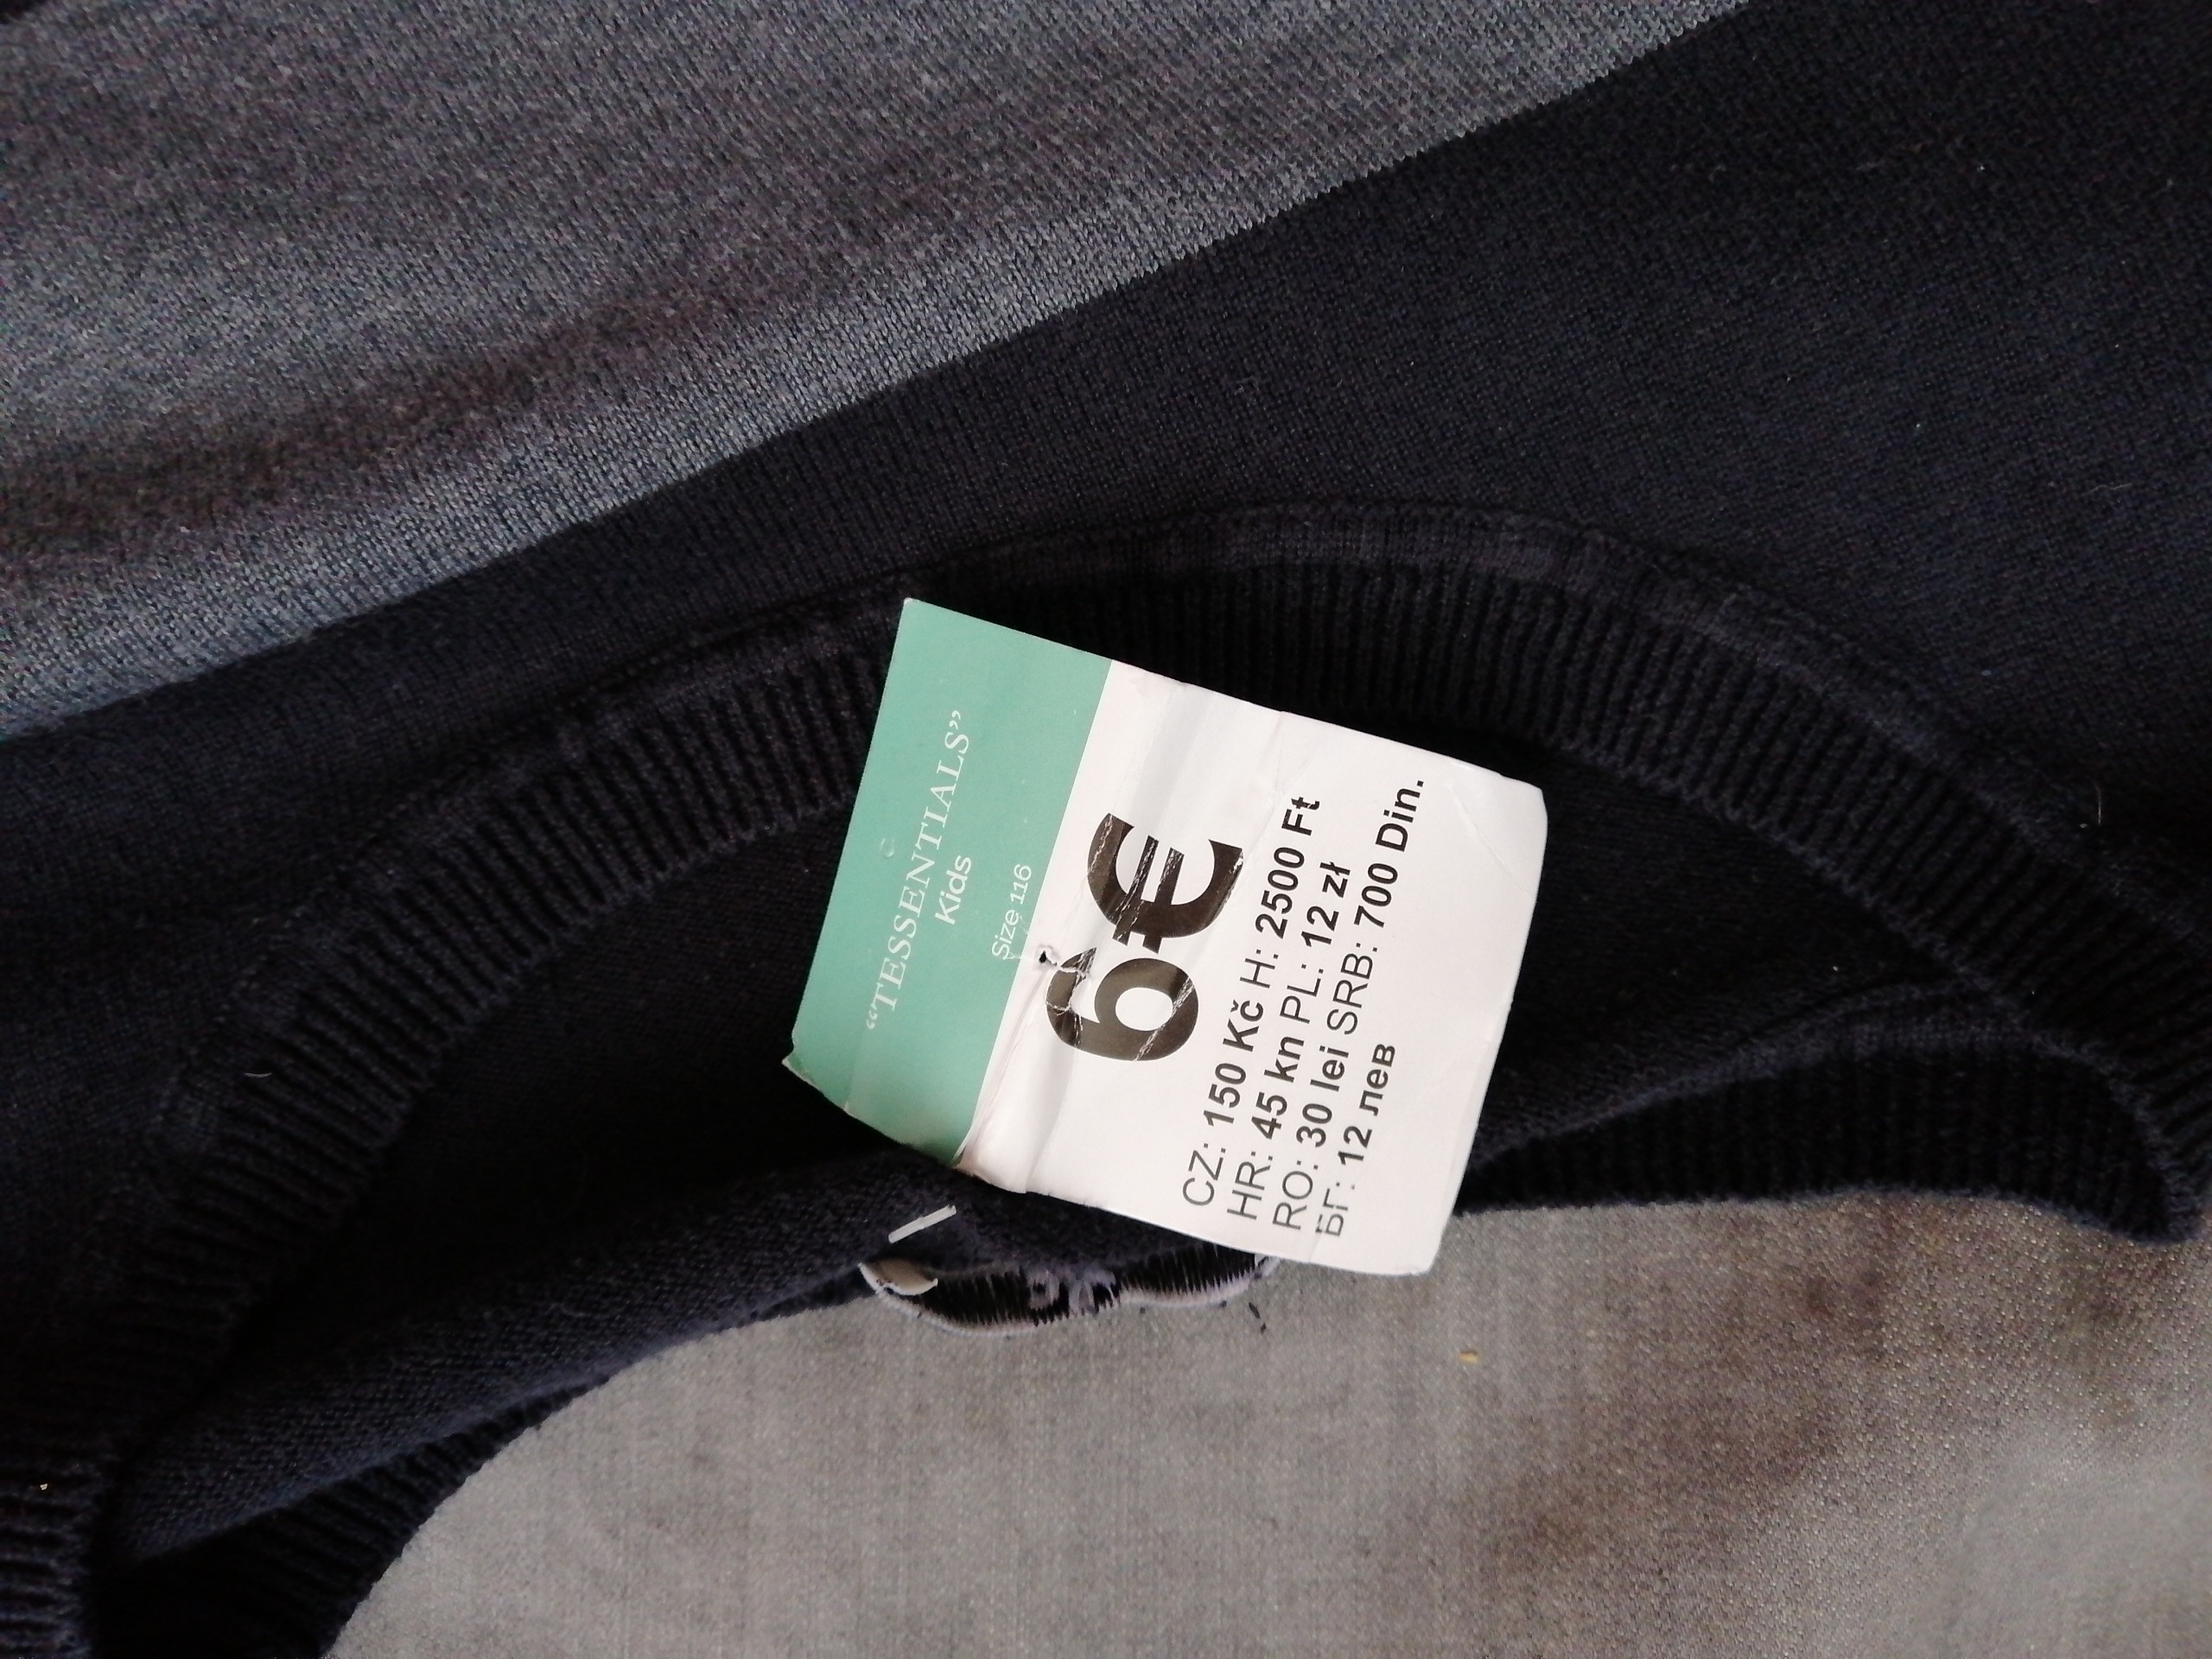 “TESSENTIALS”
Kids
Size 116
6€
CZ: 150 Kč H: 2500 Ft
HR: 45 kn PL: 12 zł
RO: 30 lei SRB: 700 Din.
БГ: 12 лев